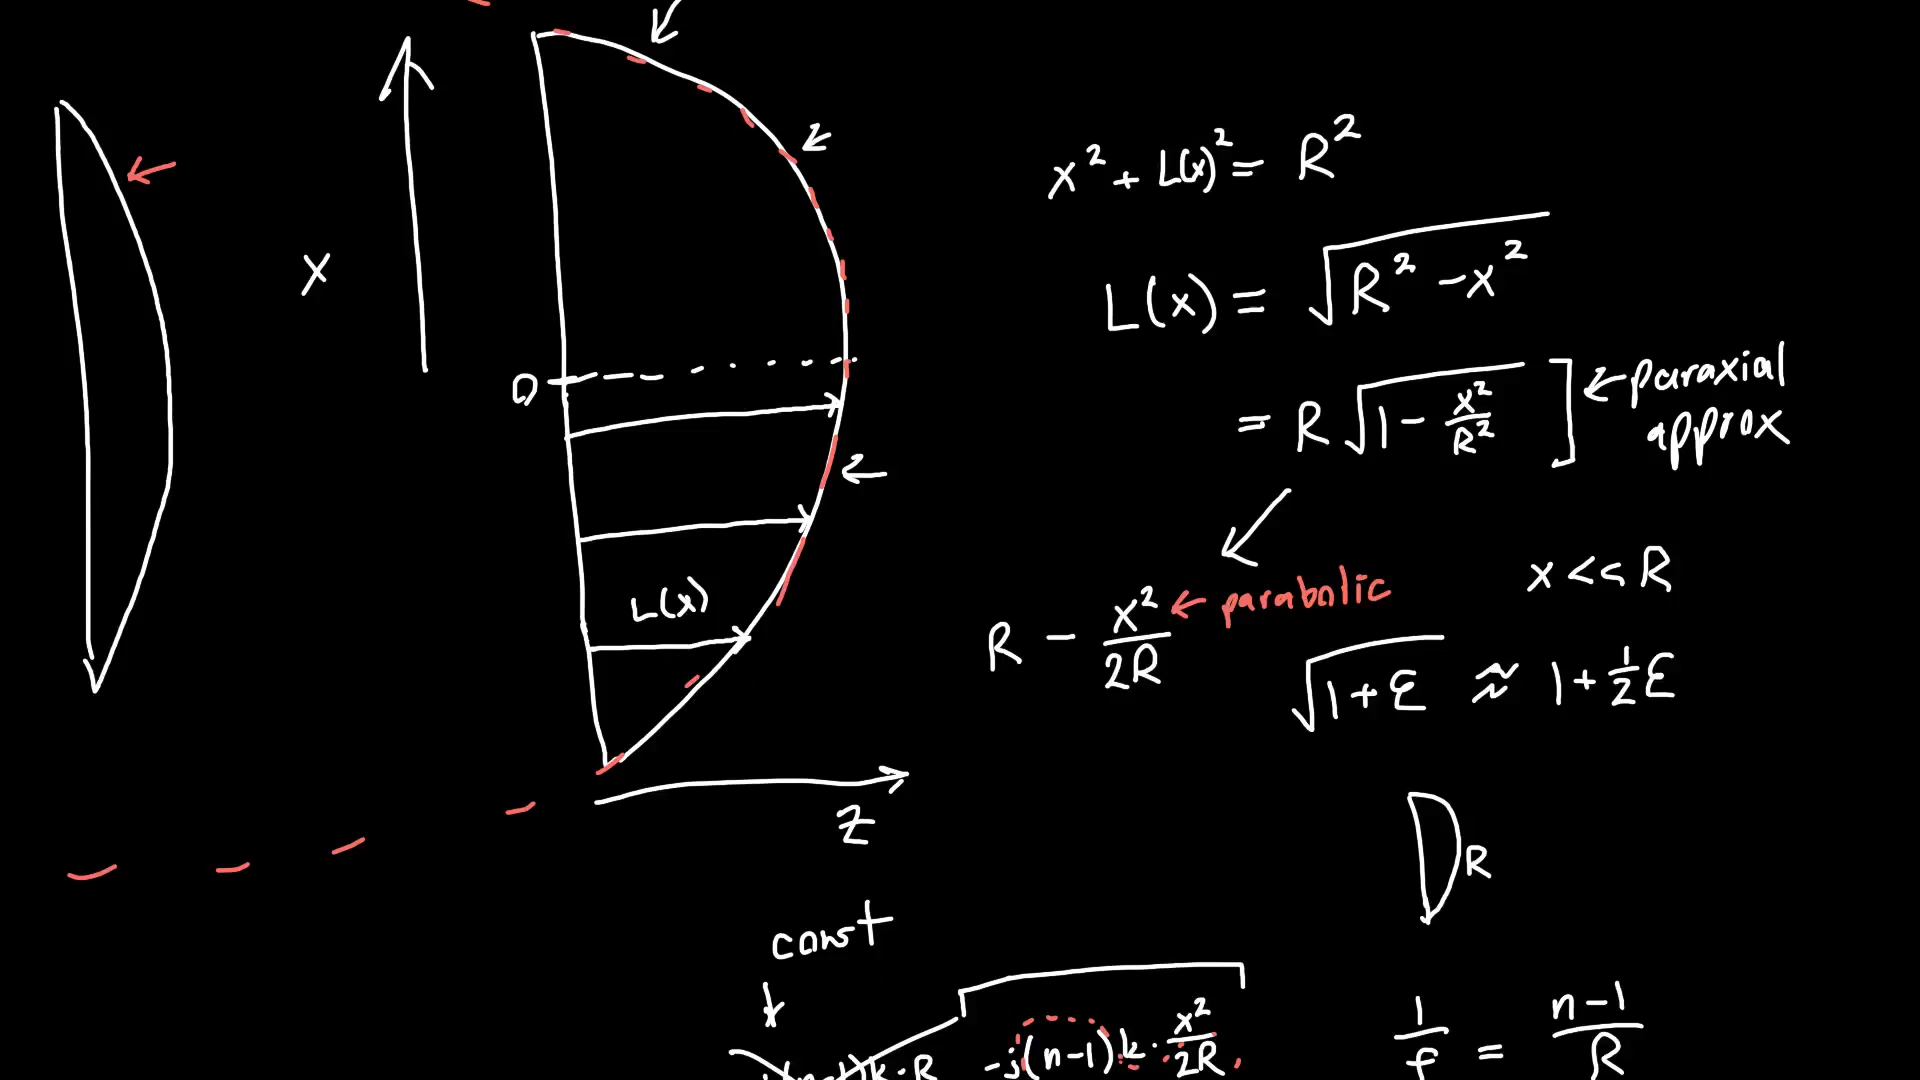 x² + L(x)² = R²
X
L(x) = √(R² - x²)
O
= R √(1 - x²/R²) ] ← paraxial
approx
x << R
L(x)
R - x²/2R ← parabolic
√(1+ε) ≈ 1 + ½ε
Z
R
const
k·R -j(n-1)k · x²/2R
1/f = n-1/R